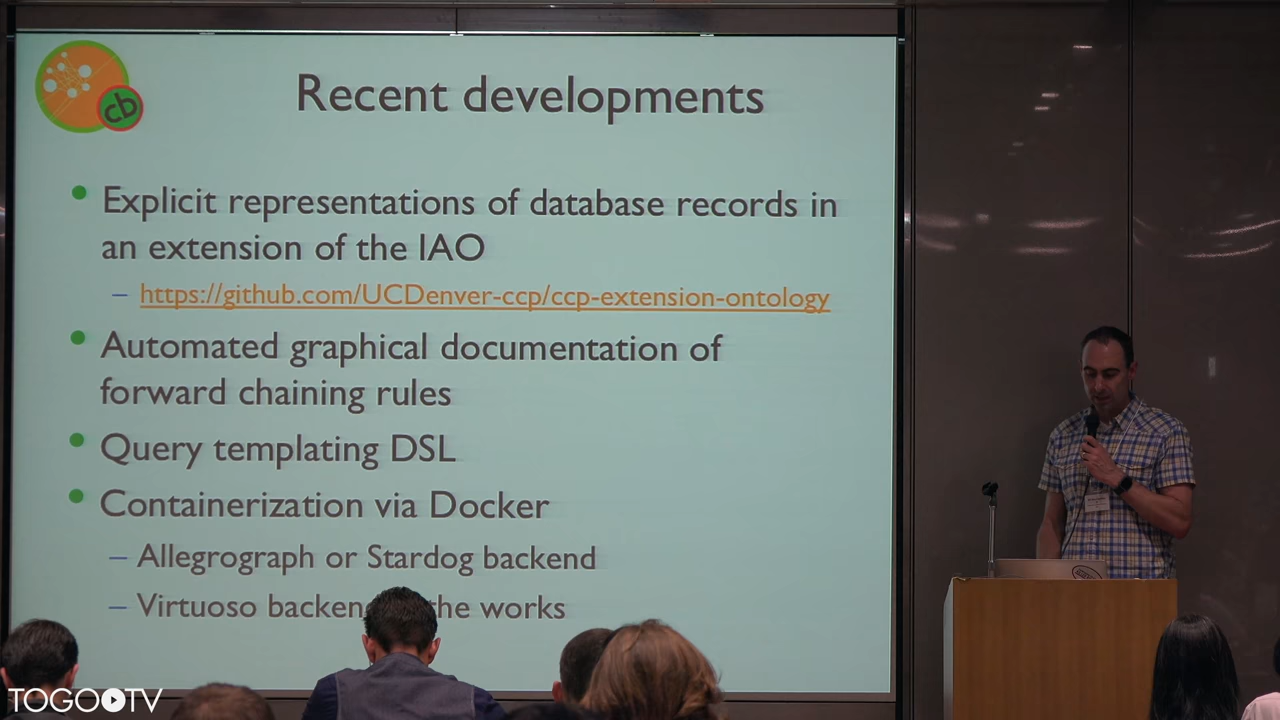 cb
Recent developments
Explicit representations of database records in
an extension of the IAO
– https://github.com/UCDenver-ccp/ccp-extension-ontology
Automated graphical documentation of
forward chaining rules
Query templating DSL
Containerization via Docker
– Allegrograph or Stardog backend
– Virtuoso the works
TOGOTV